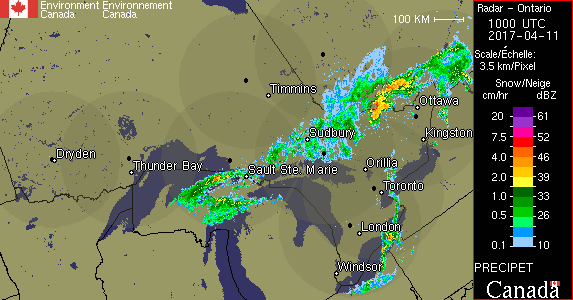 Environment Environnement
Canada Canada
100 KM
Timmins
Ottawa
Sudbury
Kingston
Dryden
Thunder Bay
Sault Ste. Marie
Orillia
Toronto
London
Windsor
Radar - Ontario
1000 UTC
2017-04-11
Scale/Échelle:
3.5 km/Pixel
Snow/Neige
cm/hr dBZ
20 61
7.5 52
4.0 46
2.0 39
1.0 33
0.5 26
0.1 10
PRECIPET
Canada